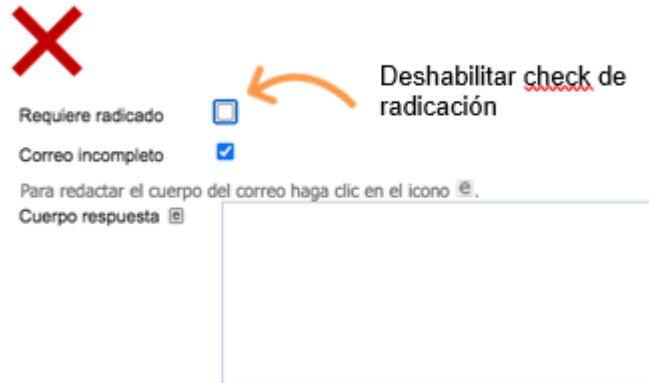 Deshabilitar check de
radicación
Requiere radicado
Correo incompleto
Para redactar el cuerpo del correo haga clic en el icono e.
Cuerpo respuesta e